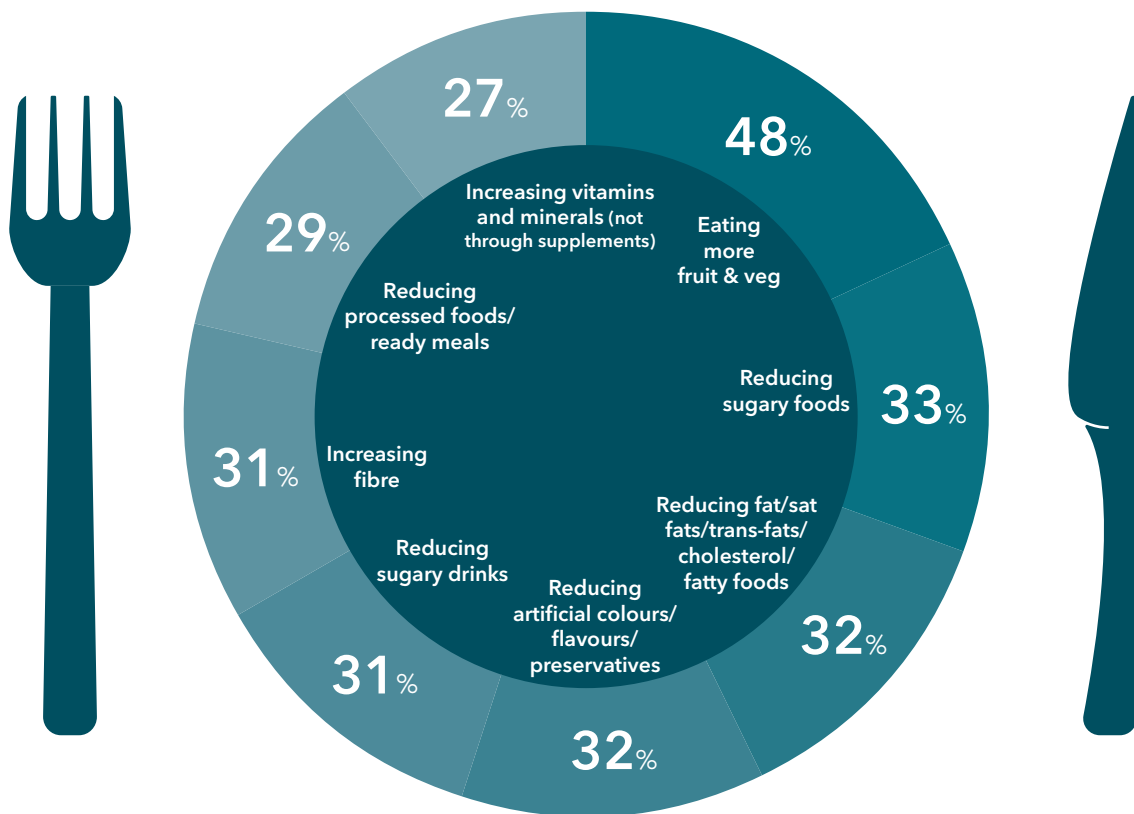 27%
48%
Increasing vitamins
and minerals (not
through supplements)
Eating
more
fruit & veg
29%
Reducing
processed foods/
ready meals
Reducing
sugary foods
33%
31%
Increasing
fibre
Reducing fat/sat
fats/trans-fats/
cholesterol/
fatty foods
32%
Reducing
sugary drinks
31%
Reducing
artificial colours/
flavours/
preservatives
32%